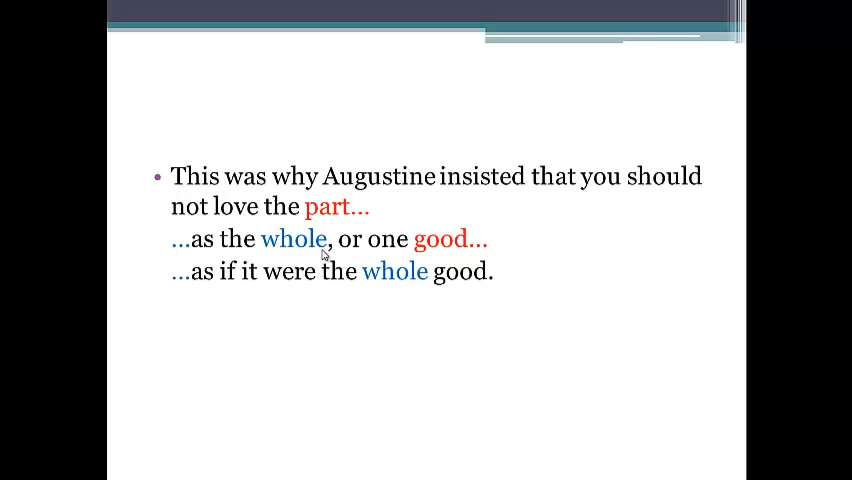 • This was why Augustine insisted that you should
not love the part...
...as the whole, or one good...
...as if it were the whole good.